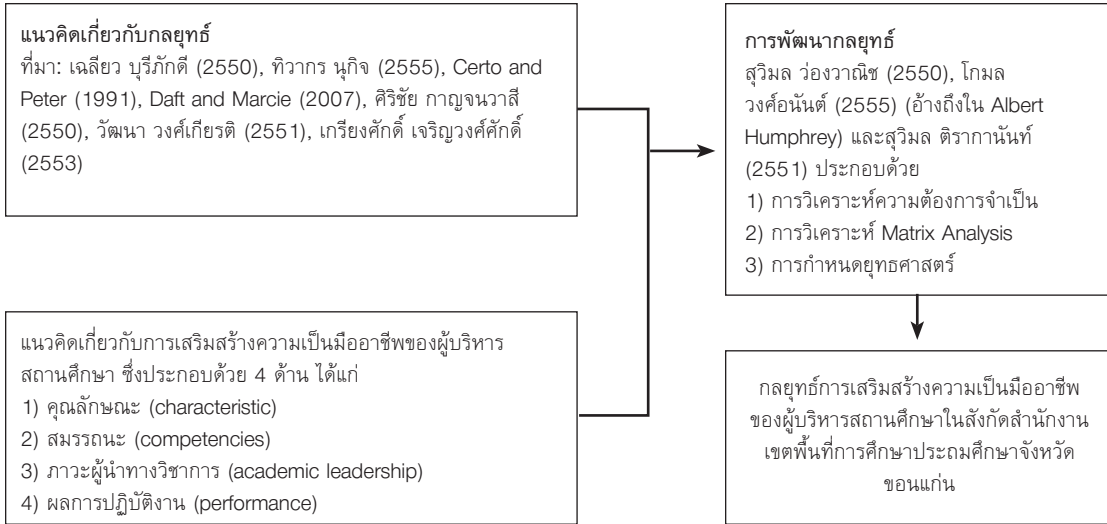 แนวคิดเกี่ยวกับกลยุทธ์
ที่มา: เฉลียว บุรีภักดี (2550), ทิวากร นุกิจ (2555), Certo and
Peter (1991), Daft and Marcie (2007), ศิริชัย กาญจนวาสี
(2550), วัฒนา วงศ์เกียรติ (2551), เกรียงศักดิ์ เจริญวงศ์ศักดิ์
(2553)
แนวคิดเกี่ยวกับการเสริมสร้างความเป็นมืออาชีพของผู้บริหาร
สถานศึกษา ซึ่งประกอบด้วย 4 ด้าน ได้แก่
1) คุณลักษณะ (characteristic)
2) สมรรถนะ (competencies)
3) ภาวะผู้นำทางวิชาการ (academic leadership)
4) ผลการปฏิบัติงาน (performance)
การพัฒนากลยุทธ์
สุวิมล ว่องวาณิช (2550), โกมล
วงศ์อนันต์ (2555) (อ้างถึงใน Albert
Humphrey) และสุวิมล ติรากานันท์
(2551) ประกอบด้วย
1) การวิเคราะห์ความต้องการจำเป็น
2) การวิเคราะห์ Matrix Analysis
3) การกำหนดยุทธศาสตร์
กลยุทธ์การเสริมสร้างความเป็นมืออาชีพ
ของผู้บริหารสถานศึกษาในสังกัดสำนักงาน
เขตพื้นที่การศึกษาประถมศึกษาจังหวัด
ขอนแก่น